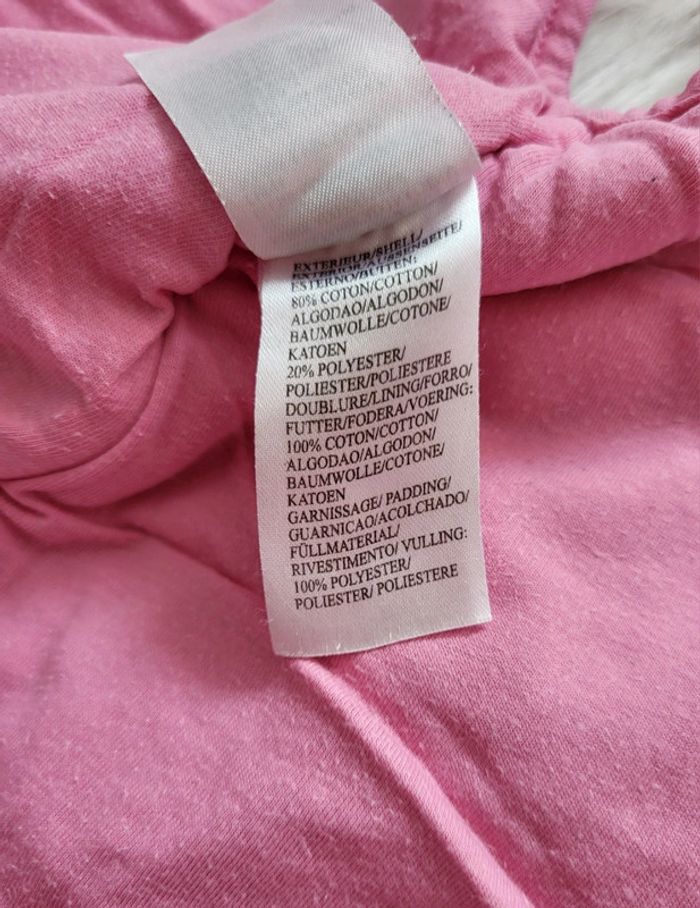 EXTERIEUR/SHELL/
EXTERIOR/AUSSENSEITE/
ESTERNO/BUITEN:
80% COTON/COTTON/
ALGODAO/ALGODON/
BAUMWOLLE/COTONE/
KATOEN
20% POLYESTER/
POLIESTER/POLIESTERE
DOUBLURE/LINING/FORRO/
FUTTER/FODERA/VOERING:
100% COTON/COTTON/
ALGODAO/ALGODON/
BAUMWOLLE/COTONE/
KATOEN
GARNISSAGE/ PADDING/
GUARNICAO/ACOLCHADO/
FÜLLMATERIAL/
RIVESTIMENTO/ VULLING:
100% POLYESTER/
POLIESTER/ POLIESTERE